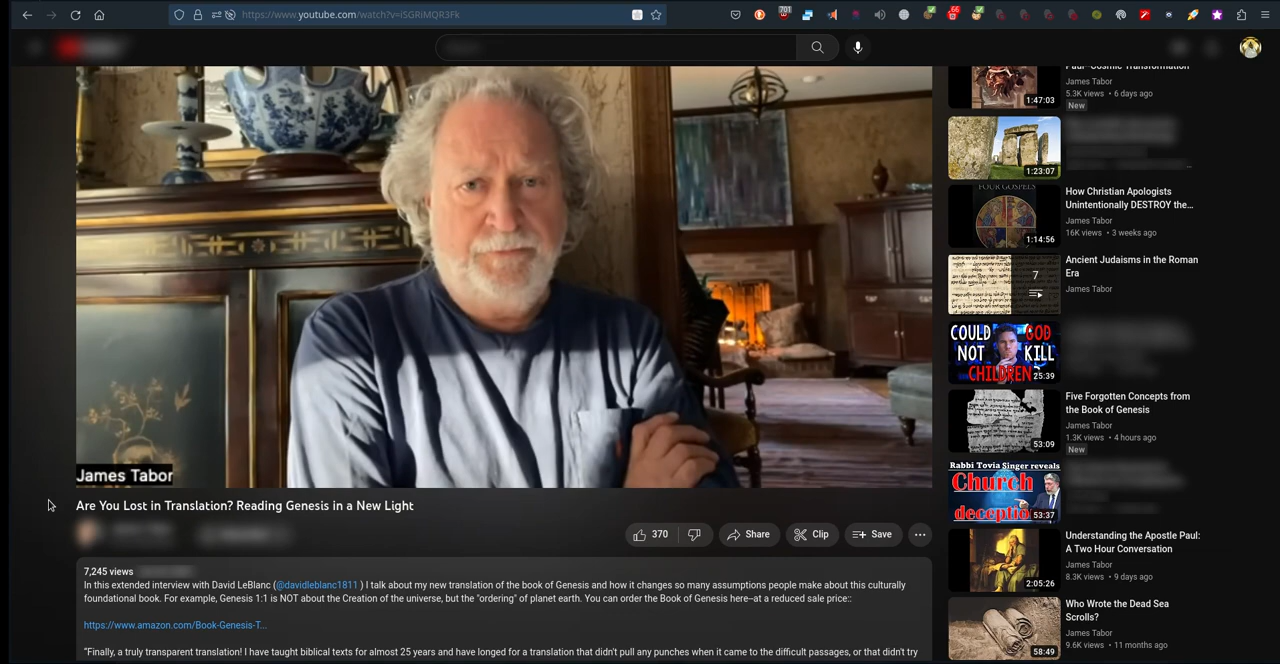 https://www.youtube.com/watch?v=iSGRiMQR3Fk
701
66
James Tabor
Are You Lost in Translation? Reading Genesis in a New Light
370
Share
Clip
Save
7,245 views
In this extended interview with David LeBlanc (@davidleblanc1811 ) I talk about my new translation of the book of Genesis and how it changes so many assumptions people make about this culturally
foundational book. For example, Genesis 1:1 is NOT about the Creation of the universe, but the "ordering" of planet earth. You can order the Book of Genesis here--at a reduced sale price::
https://www.amazon.com/Book-Genesis-T...
"Finally, a truly transparent translation! I have taught biblical texts for almost 25 years and have longed for a translation that didn't pull any punches when it came to the difficult passages, or that didn't try
Paul "Cosmic Transformation"
James Tabor
5.3K views • 6 days ago
New
1:47:03
1:23:07
FOUR GOSPELS
1:14:56
How Christian Apologists
Unintentionally DESTROY the...
James Tabor
16K views • 3 weeks ago
7
Ancient Judaisms in the Roman
Era
James Tabor
COULD GOD
NOT KILL
CHILDREN
25:39
53:09
Five Forgotten Concepts from
the Book of Genesis
James Tabor
1.3K views • 4 hours ago
New
Rabbi Tovia Singer reveals
Church
deception
53:37
2:05:26
Understanding the Apostle Paul:
A Two Hour Conversation
James Tabor
8.3K views • 9 days ago
58:49
Who Wrote the Dead Sea
Scrolls?
James Tabor
9.6K views • 11 months ago